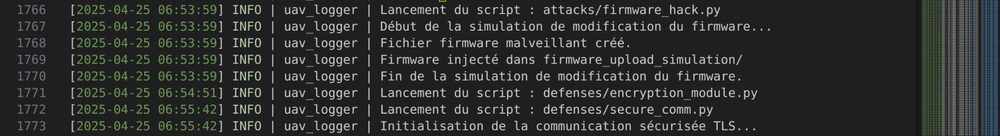 1766 [2025-04-25 06:53:59] INFO | uav_logger | Lancement du script : attacks/firmware_hack.py
1767 [2025-04-25 06:53:59] INFO | uav_logger | Début de la simulation de modification du firmware...
1768 [2025-04-25 06:53:59] INFO | uav_logger | Fichier firmware malveillant créé.
1769 [2025-04-25 06:53:59] INFO | uav_logger | Firmware injecté dans firmware_upload_simulation/
1770 [2025-04-25 06:53:59] INFO | uav_logger | Fin de la simulation de modification du firmware.
1771 [2025-04-25 06:54:51] INFO | uav_logger | Lancement du script : defenses/encryption_module.py
1772 [2025-04-25 06:55:42] INFO | uav_logger | Lancement du script : defenses/secure_comm.py
1773 [2025-04-25 06:55:42] INFO | uav_logger | Initialisation de la communication sécurisée TLS...